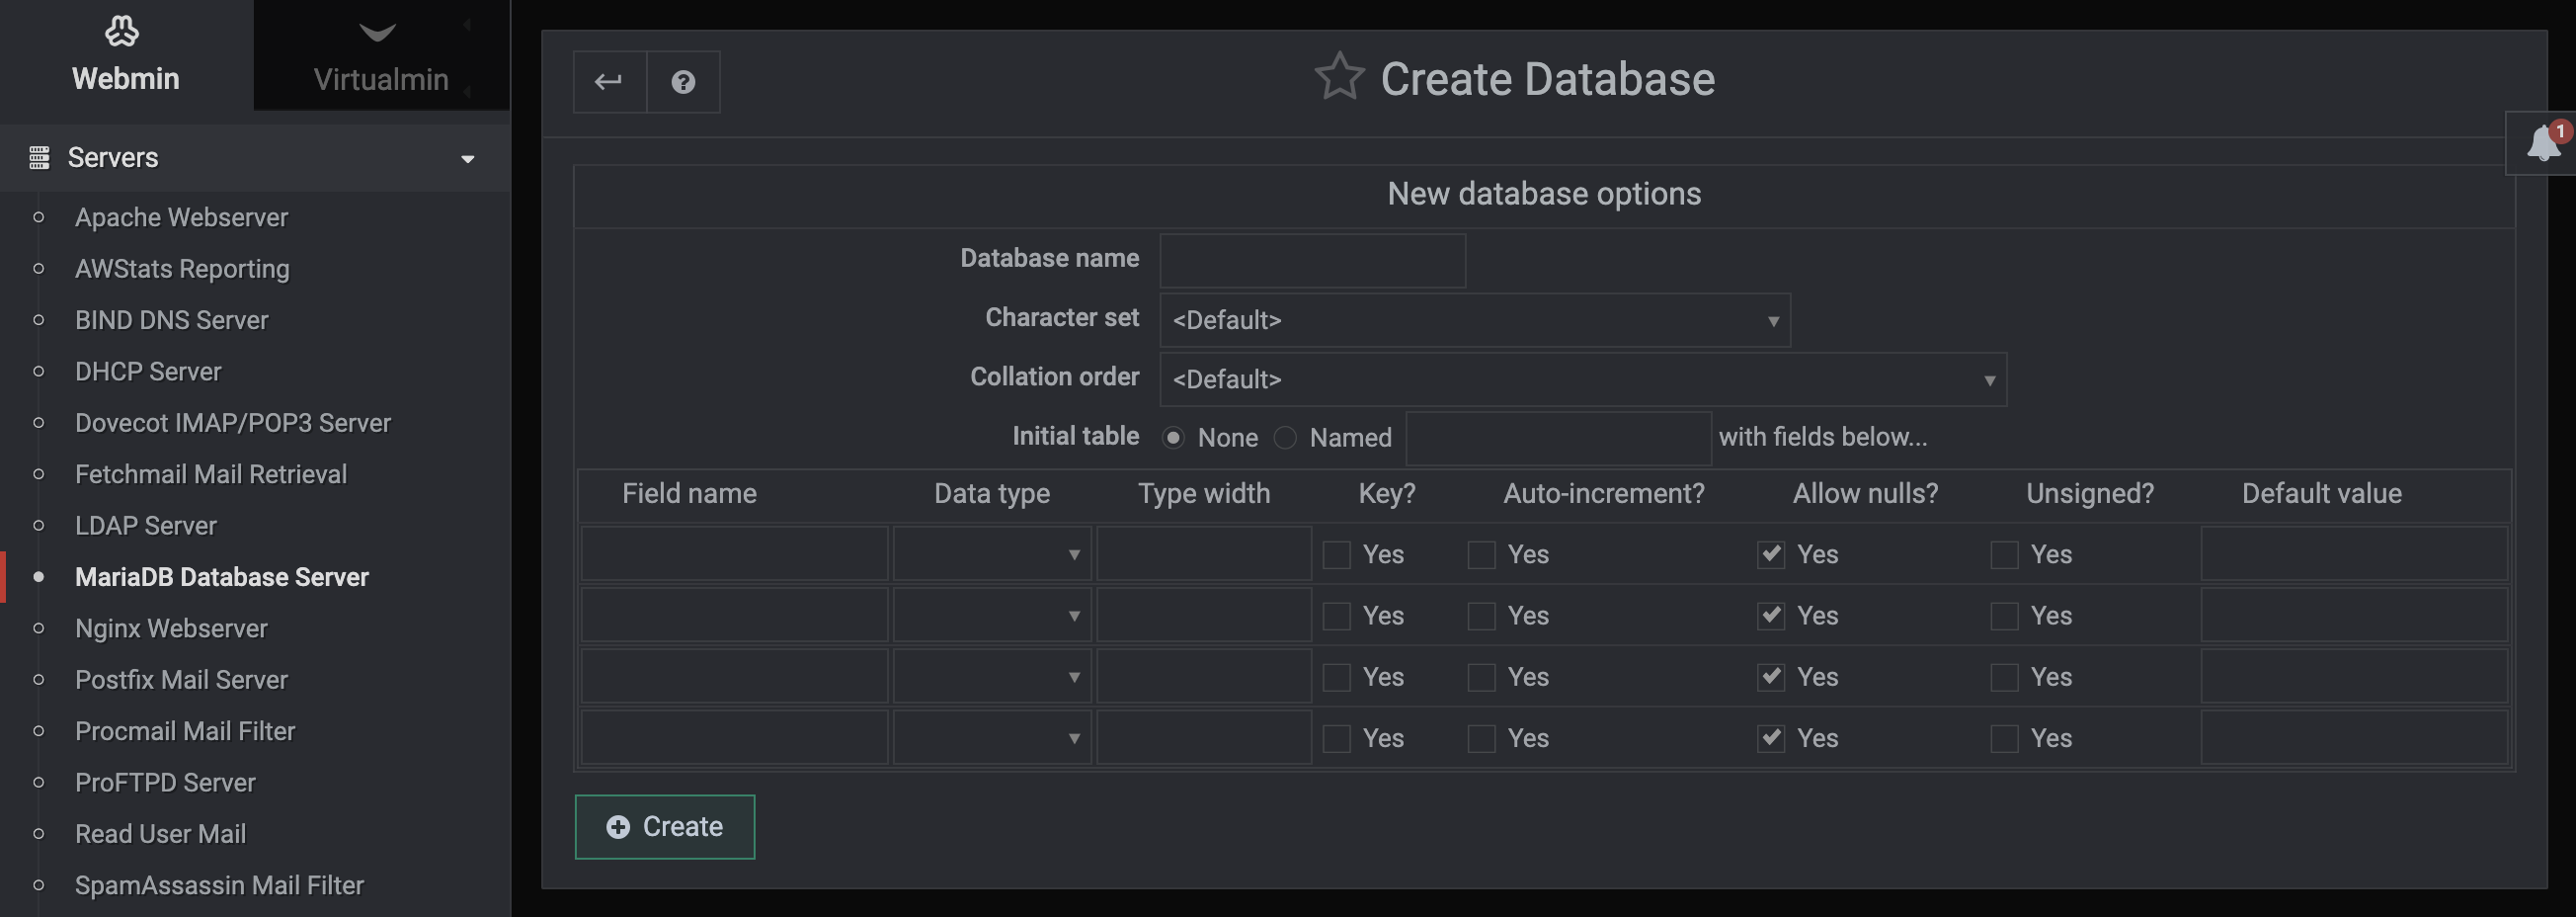 Webmin
Virtualmin
Servers
Apache Webserver
AWStats Reporting
BIND DNS Server
DHCP Server
Dovecot IMAP/POP3 Server
Fetchmail Mail Retrieval
LDAP Server
MariaDB Database Server
Nginx Webserver
Postfix Mail Server
Procmail Mail Filter
ProFTPD Server
Read User Mail
SpamAssassin Mail Filter
Create Database
1
New database options
Database name
Character set <Default>
Collation order <Default>
Initial table None Named with fields below...
Field name Data type Type width Key? Auto-increment? Allow nulls? Unsigned? Default value
Yes Yes Yes Yes
Yes Yes Yes Yes
Yes Yes Yes Yes
Yes Yes Yes Yes
Create